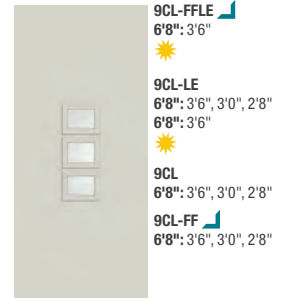 9CL-FFLE
6'8": 3'6"
9CL-LE
6'8": 3'6", 3'0", 2'8"
6'8": 3'6"
9CL
6'8": 3'6", 3'0", 2'8"
9CL-FF
6'8": 3'6", 3'0", 2'8"